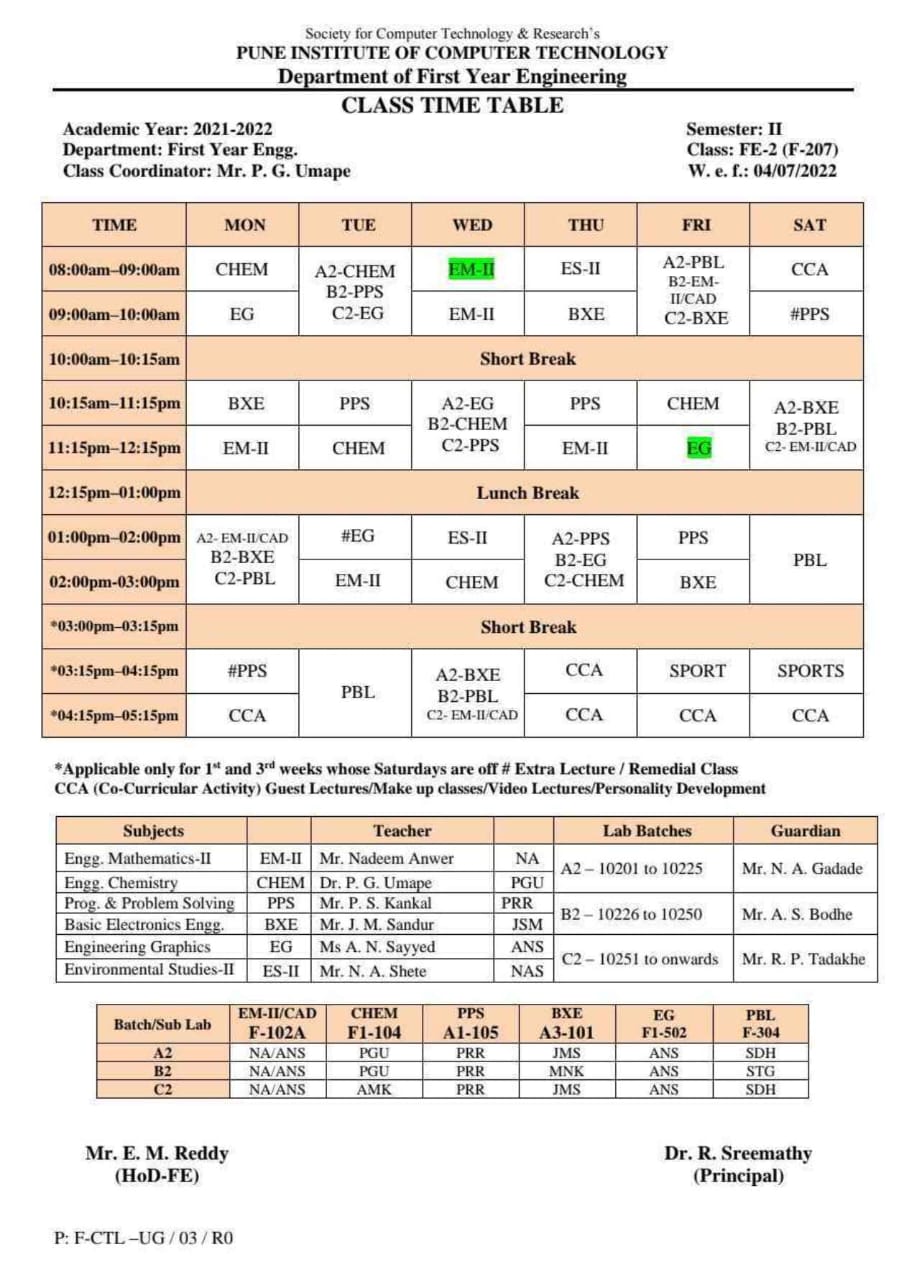 Society for Computer Technology & Research's
PUNE INSTITUTE OF COMPUTER TECHNOLOGY
Department of First Year Engineering
CLASS TIME TABLE
Academic Year: 2021-2022 Semester: II
Department: First Year Engg. Class: FE-2 (F-207)
Class Coordinator: Mr. P. G. Umape W. e. f.: 04/07/2022
TIME MON TUE WED THU FRI SAT
08:00am–09:00am CHEM A2-CHEM B2-PPS C2-EG EM-II ES-II A2-PBL B2-EM-II/CAD C2-BXE CCA
09:00am–10:00am EG EM-II BXE #PPS
10:00am–10:15am Short Break
10:15am–11:15pm BXE PPS A2-EG B2-CHEM C2-PPS PPS CHEM A2-BXE B2-PBL C2- EM-II/CAD
11:15pm–12:15pm EM-II CHEM EM-II EG
12:15pm–01:00pm Lunch Break
01:00pm–02:00pm A2- EM-II/CAD B2-BXE C2-PBL #EG ES-II A2-PPS B2-EG C2-CHEM PPS PBL
02:00pm-03:00pm EM-II CHEM BXE
*03:00pm–03:15pm Short Break
*03:15pm–04:15pm #PPS PBL A2-BXE B2-PBL C2- EM-II/CAD CCA SPORT SPORTS
*04:15pm–05:15pm CCA CCA CCA CCA
*Applicable only for 1st and 3rd weeks whose Saturdays are off # Extra Lecture / Remedial Class
CCA (Co-Curricular Activity) Guest Lectures/Make up classes/Video Lectures/Personality Development
Subjects Teacher Lab Batches Guardian
Engg. Mathematics-II EM-II Mr. Nadeem Anwer NA A2 – 10201 to 10225 Mr. N. A. Gadade
Engg. Chemistry CHEM Dr. P. G. Umape PGU
Prog. & Problem Solving PPS Mr. P. S. Kankal PRR B2 – 10226 to 10250 Mr. A. S. Bodhe
Basic Electronics Engg. BXE Mr. J. M. Sandur JSM
Engineering Graphics EG Ms A. N. Sayyed ANS C2 – 10251 to onwards Mr. R. P. Tadakhe
Environmental Studies-II ES-II Mr. N. A. Shete NAS
Batch/Sub Lab EM-II/CAD F-102A CHEM F1-104 PPS A1-105 BXE A3-101 EG F1-502 PBL F-304
A2 NA/ANS PGU PRR JMS ANS SDH
B2 NA/ANS PGU PRR MNK ANS STG
C2 NA/ANS AMK PRR JMS ANS SDH
Mr. E. M. Reddy Dr. R. Sreemathy
(HoD-FE) (Principal)
P: F-CTL –UG / 03 / R0